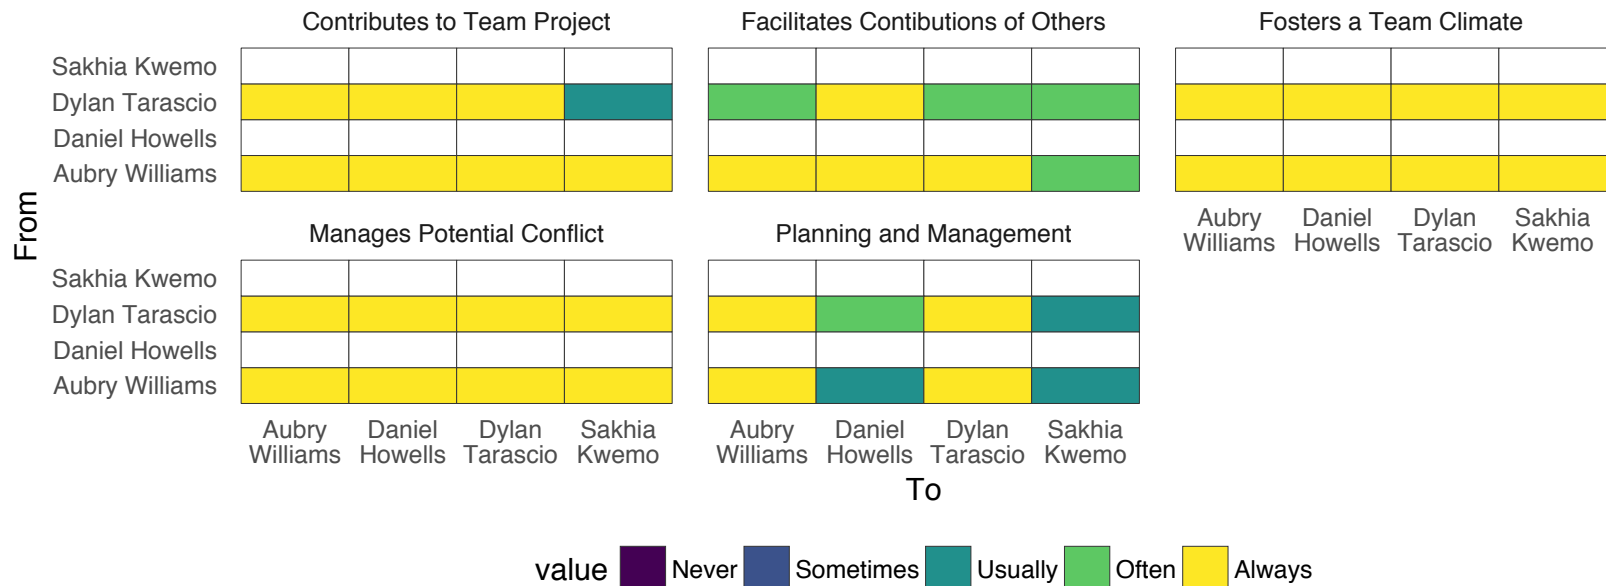 Contributes to Team Project
Facilitates Contibutions of Others
Fosters a Team Climate
Sakhia Kwemo
Dylan Tarascio
Daniel Howells
Aubry Williams
Aubry
Williams
Daniel
Howells
Dylan
Tarascio
Sakhia
Kwemo
From
Manages Potential Conflict
Planning and Management
Sakhia Kwemo
Dylan Tarascio
Daniel Howells
Aubry Williams
Aubry
Williams
Daniel
Howells
Dylan
Tarascio
Sakhia
Kwemo
Aubry
Williams
Daniel
Howells
Dylan
Tarascio
Sakhia
Kwemo
To
value Never Sometimes Usually Often Always